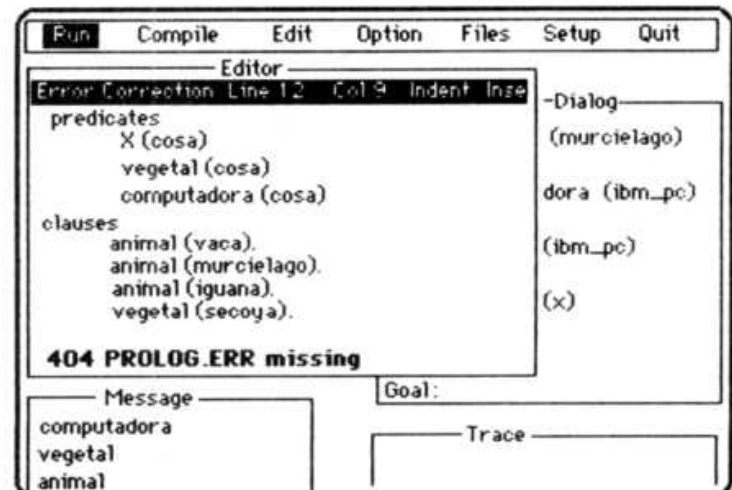 Run Compile Edit Option Files Setup Quit
Editor
Error Correction Line 12 Col 9 Indent Inse
predicates
X (cosa)
vegetal (cosa)
computadora (cosa)
clauses
animal (vaca).
animal (murcielago).
animal (iguana).
vegetal (secoya).
404 PROLOG.ERR missing
-Dialog
(murcielago)
dora (ibm_pc)
(ibm_pc)
(x)
Goal:
Message
computadora
vegetal
animal
Trace